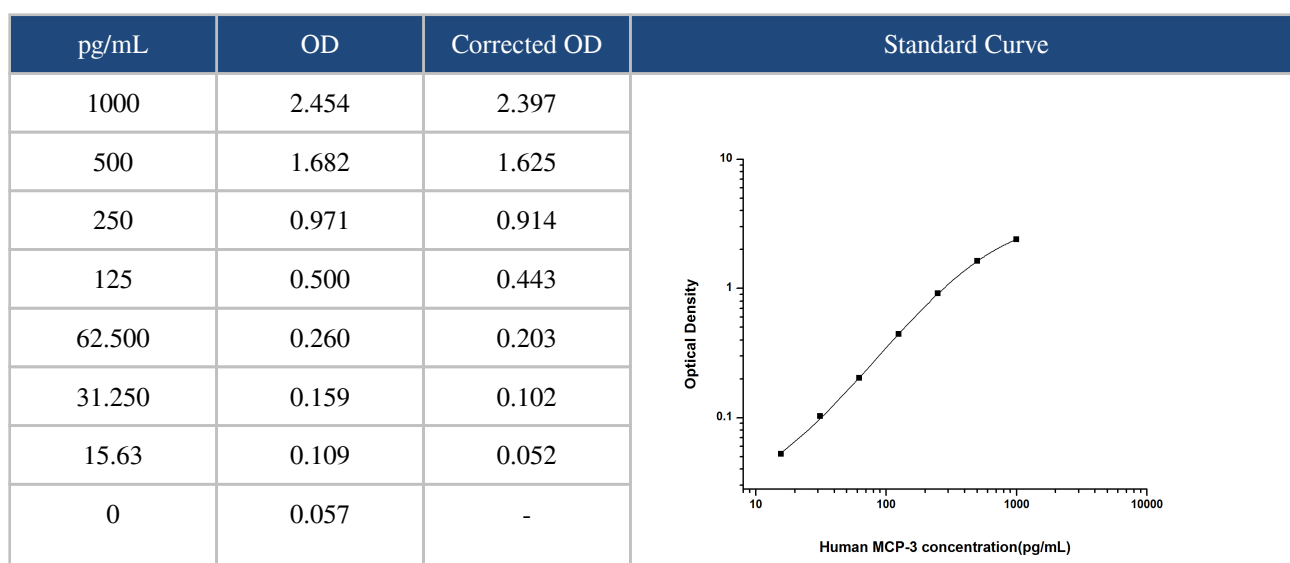 pg/mL OD Corrected OD Standard Curve
1000 2.454 2.397
500 1.682 1.625
250 0.971 0.914
125 0.500 0.443
62.500 0.260 0.203
31.250 0.159 0.102
15.63 0.109 0.052
0 0.057 -
10
1
0.1
Optical Density
10 100 1000 10000
Human MCP-3 concentration(pg/mL)